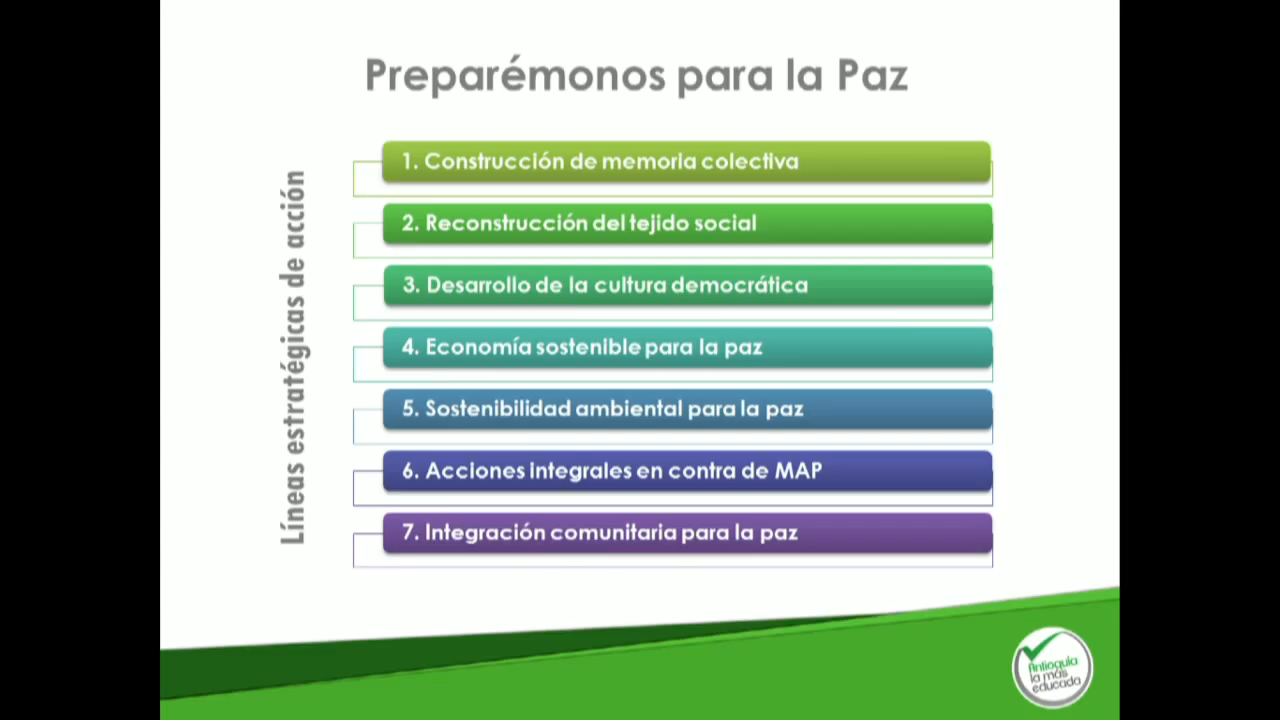 Preparémonos para la Paz
Líneas estratégicas de acción
1. Construcción de memoria colectiva
2. Reconstrucción del tejido social
3. Desarrollo de la cultura democrática
4. Economía sostenible para la paz
5. Sostenibilidad ambiental para la paz
6. Acciones integrales en contra de MAP
7. Integración comunitaria para la paz
Antioquia
la más
educada